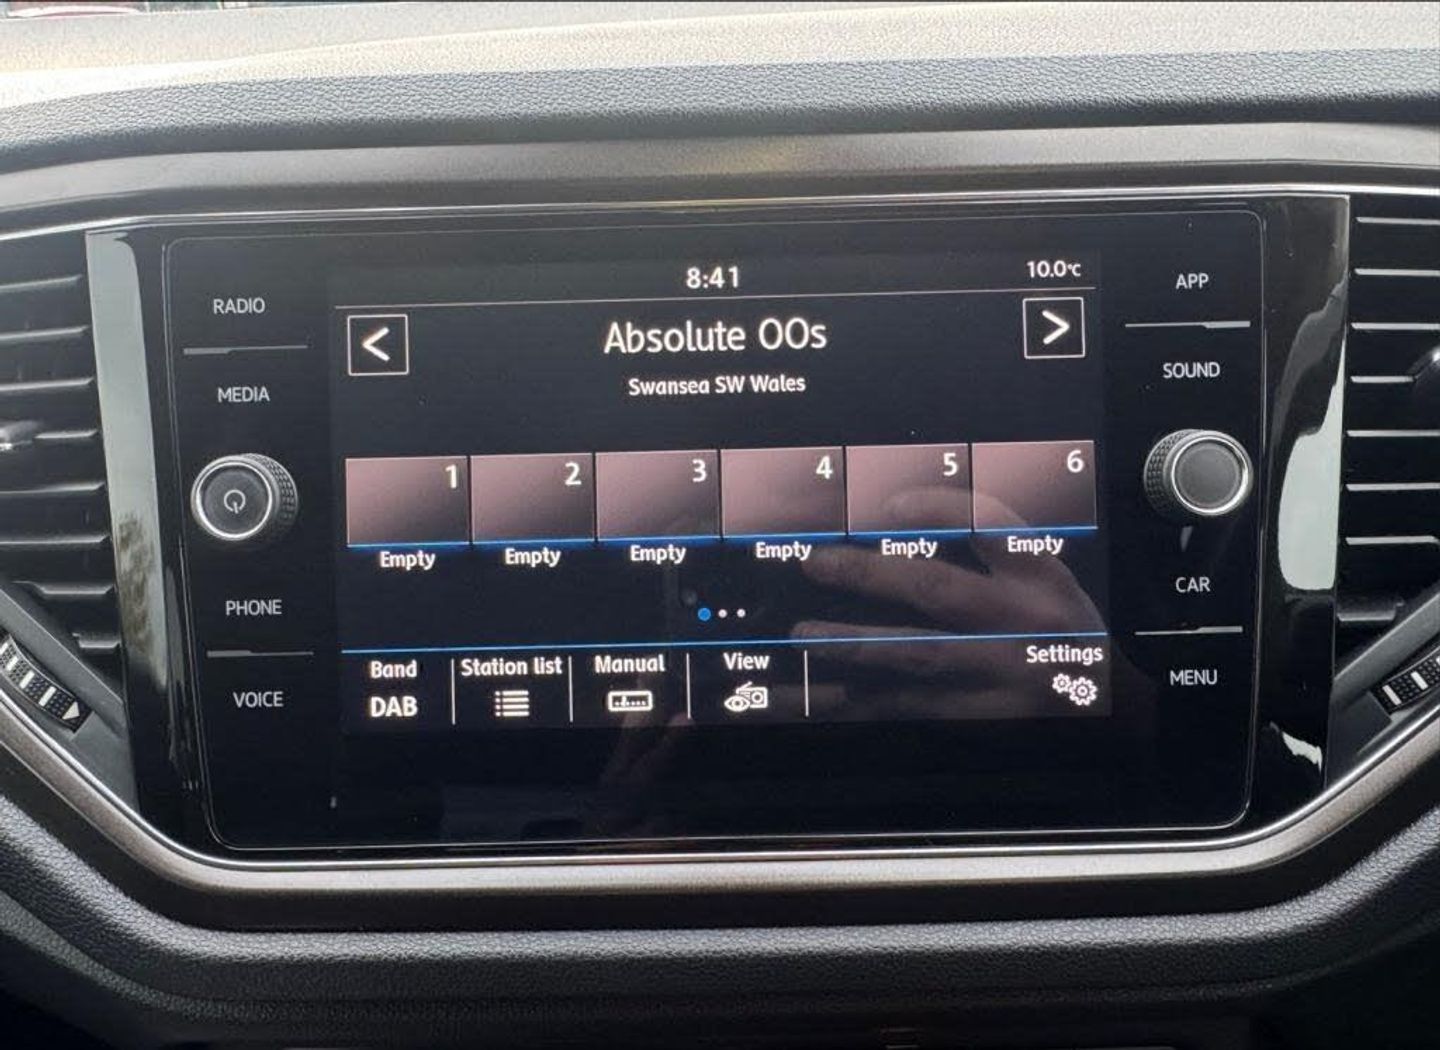 RADIO
MEDIA
PHONE
VOICE
8:41
10.0°C
<
Absolute 00s
>
Swansea SW Wales
1 2 3 4 5 6
Empty Empty Empty Empty Empty Empty
Band Station list Manual View Settings
DAB
APP
SOUND
CAR
MENU